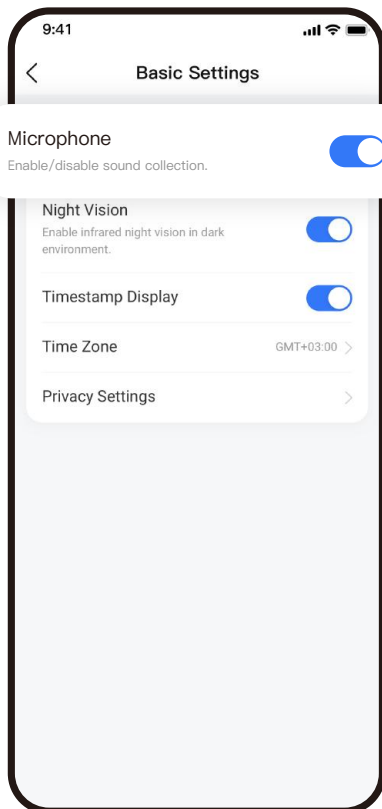 9:41
Basic Settings
Microphone
Enable/disable sound collection.
Night Vision
Enable infrared night vision in dark
environment.
Timestamp Display
Time Zone GMT+03:00
Privacy Settings